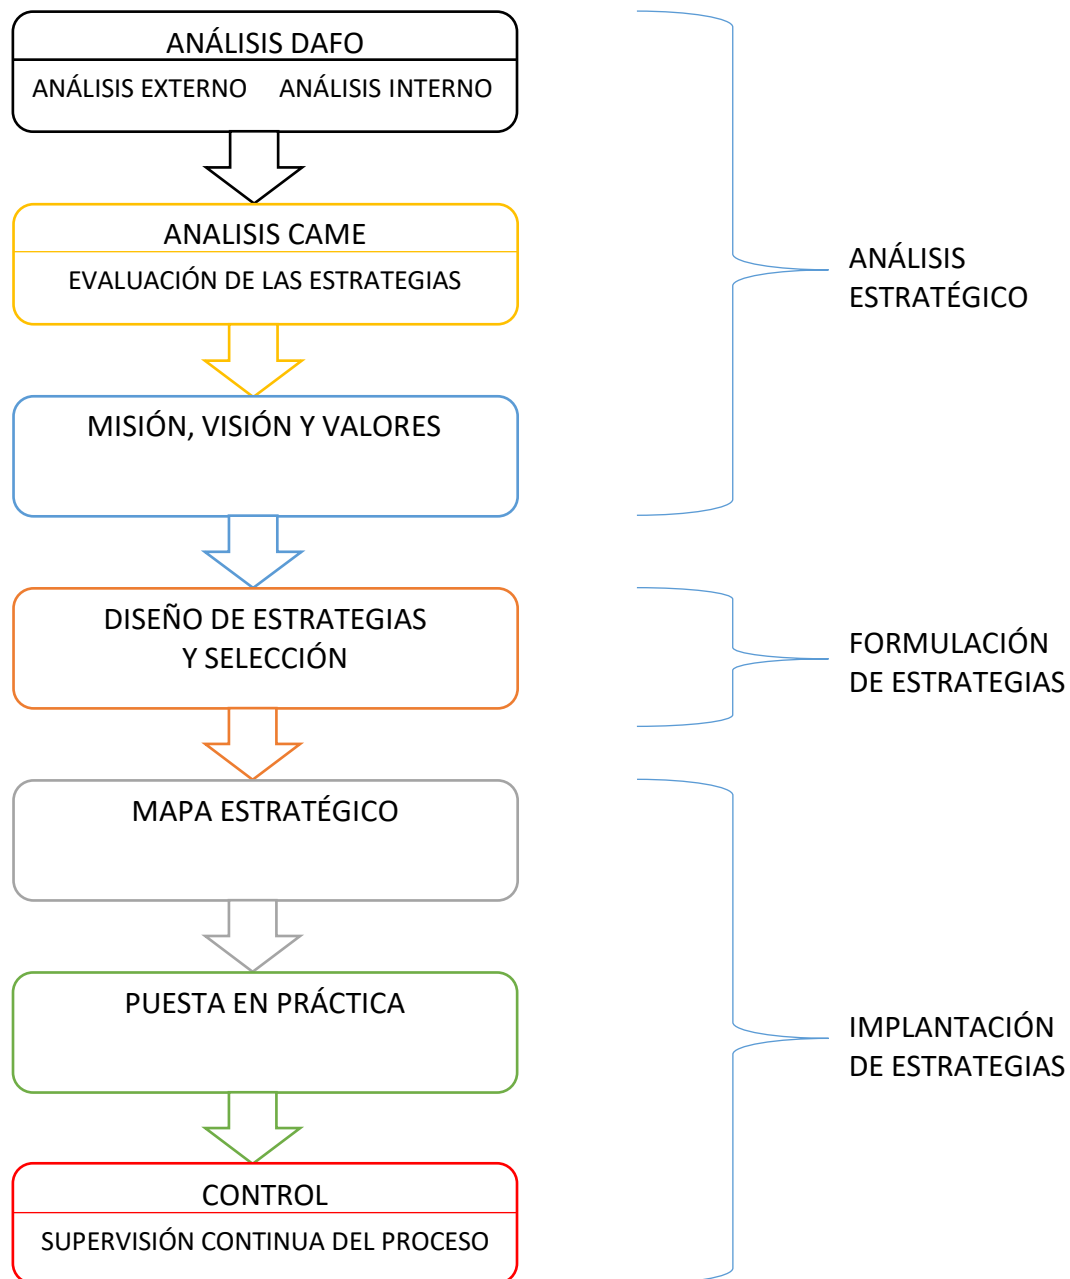 ANÁLISIS DAFO
ANÁLISIS EXTERNO ANÁLISIS INTERNO
ANALISIS CAME
EVALUACIÓN DE LAS ESTRATEGIAS
MISIÓN, VISIÓN Y VALORES
ANÁLISIS
ESTRATÉGICO
DISEÑO DE ESTRATEGIAS
Y SELECCIÓN
FORMULACIÓN
DE ESTRATEGIAS
MAPA ESTRATÉGICO
PUESTA EN PRÁCTICA
CONTROL
SUPERVISIÓN CONTINUA DEL PROCESO
IMPLANTACIÓN
DE ESTRATEGIAS